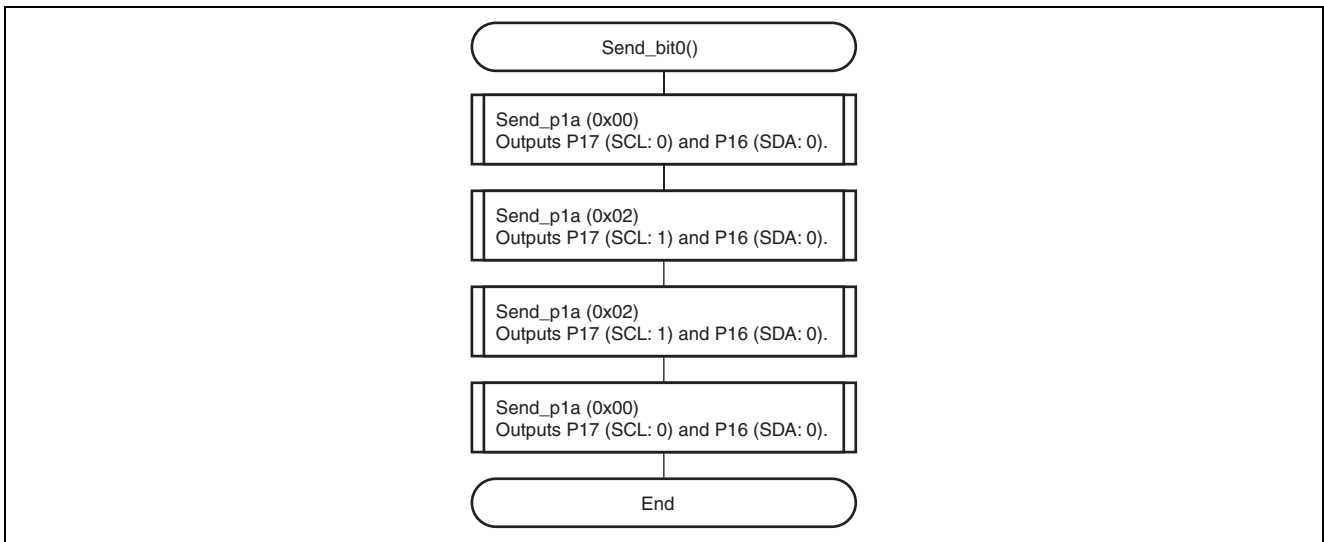 Send_bit0()
Send_p1a (0x00)
Outputs P17 (SCL: 0) and P16 (SDA: 0).
Send_p1a (0x02)
Outputs P17 (SCL: 1) and P16 (SDA: 0).
Send_p1a (0x02)
Outputs P17 (SCL: 1) and P16 (SDA: 0).
Send_p1a (0x00)
Outputs P17 (SCL: 0) and P16 (SDA: 0).
End